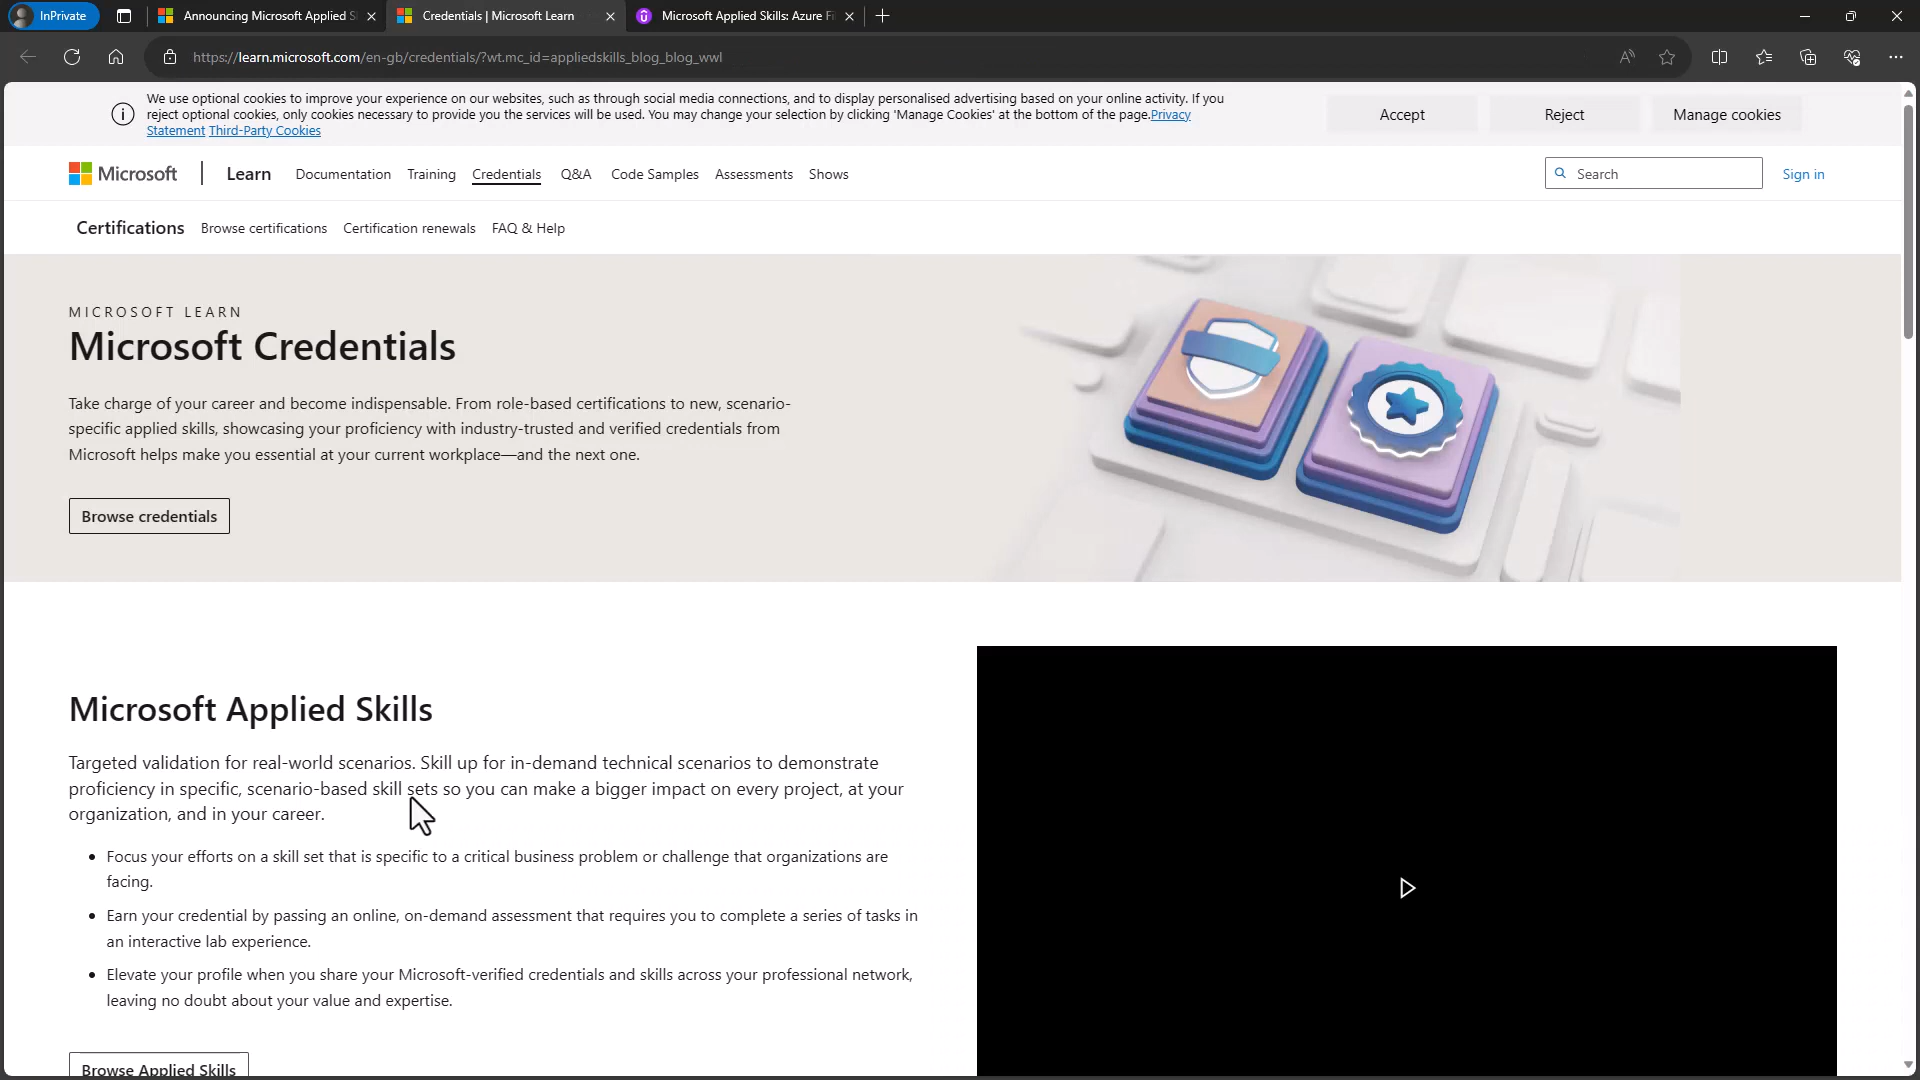 InPrivate
Announcing Microsoft Applied S
Credentials | Microsoft Learn
Microsoft Applied Skills: Azure Fi
https://learn.microsoft.com/en-gb/credentials/?wt.mc_id=appliedskills_blog_blog_wwl
We use optional cookies to improve your experience on our websites, such as through social media connections, and to display personalised advertising based on your online activity. If you
reject optional cookies, only cookies necessary to provide you the services will be used. You may change your selection by clicking 'Manage Cookies' at the bottom of the page.Privacy
Statement Third-Party Cookies
Accept
Reject
Manage cookies
Microsoft
Learn
Documentation
Training
Credentials
Q&A
Code Samples
Assessments
Shows
Search
Sign in
Certifications
Browse certifications
Certification renewals
FAQ & Help
MICROSOFT LEARN
Microsoft Credentials
Take charge of your career and become indispensable. From role-based certifications to new, scenario-
specific applied skills, showcasing your proficiency with industry-trusted and verified credentials from
Microsoft helps make you essential at your current workplace—and the next one.
Browse credentials
Microsoft Applied Skills
Targeted validation for real-world scenarios. Skill up for in-demand technical scenarios to demonstrate
proficiency in specific, scenario-based skill sets so you can make a bigger impact on every project, at your
organization, and in your career.
• Focus your efforts on a skill set that is specific to a critical business problem or challenge that organizations are
facing.
• Earn your credential by passing an online, on-demand assessment that requires you to complete a series of tasks in
an interactive lab experience.
• Elevate your profile when you share your Microsoft-verified credentials and skills across your professional network,
leaving no doubt about your value and expertise.
Browse Applied Skills